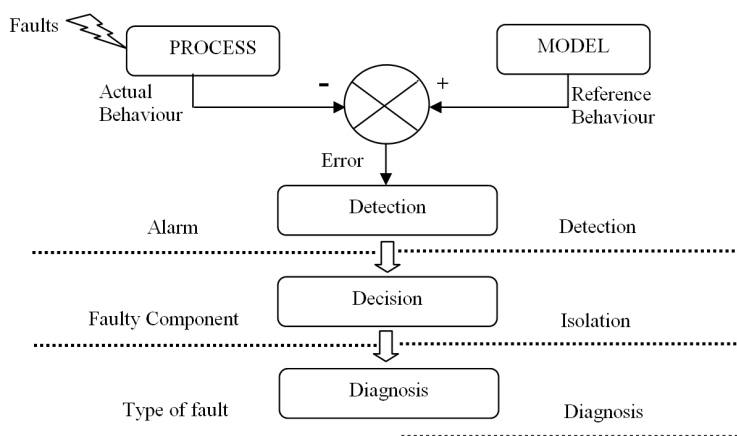 Faults
PROCESS
MODEL
-
+
Actual
Behaviour
Reference
Behaviour
Error
Detection
Alarm
Detection
Decision
Faulty Component
Isolation
Diagnosis
Type of fault
Diagnosis